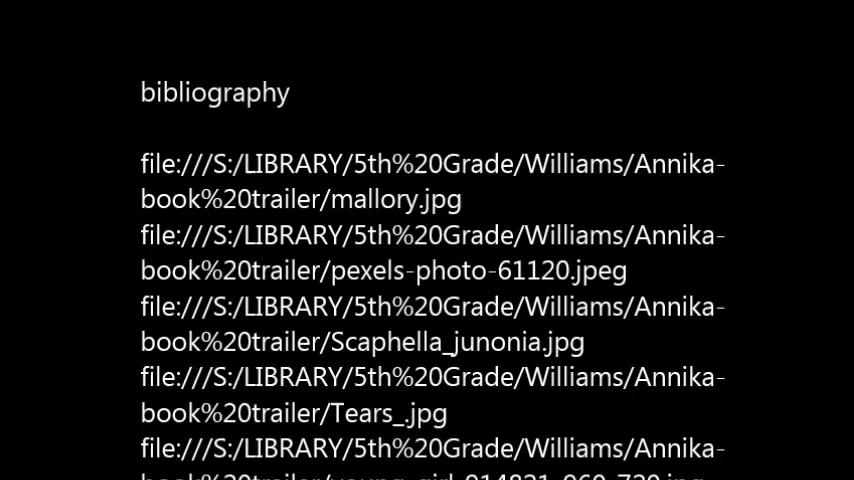 bibliography
file:///S:/LIBRARY/5th%20Grade/Williams/Annika-
book%20trailer/mallory.jpg
file:///S:/LIBRARY/5th%20Grade/Williams/Annika-
book%20trailer/pexels-photo-61120.jpeg
file:///S:/LIBRARY/5th%20Grade/Williams/Annika-
book%20trailer/Scaphella_junonia.jpg
file:///S:/LIBRARY/5th%20Grade/Williams/Annika-
book%20trailer/Tears_.jpg
file:///S:/LIBRARY/5th%20Grade/Williams/Annika-